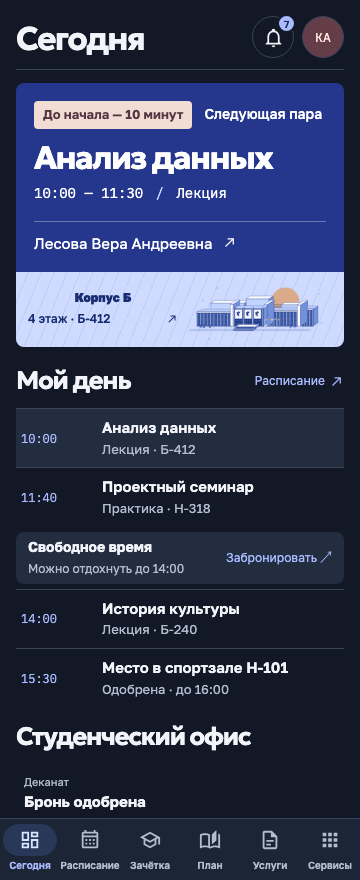 Сегодня
7
КА
До начала — 10 минут
Следующая пара
Анализ данных
10:00 — 11:30 / Лекция
Лесова Вера Андреевна ↗
Корпус Б
4 этаж · Б-412 ↗
Мой день
Расписание ↗
10:00
Анализ данных
Лекция · Б-412
11:40
Проектный семинар
Практика · Н-318
Свободное время
Можно отдохнуть до 14:00
Забронировать ↗
14:00
История культуры
Лекция · Б-240
15:30
Место в спортзале Н-101
Одобрена · до 16:00
Студенческий офис
Деканат
Бронь одобрена
Сегодня
Расписание
Зачётка
План
Услуги
Сервисы